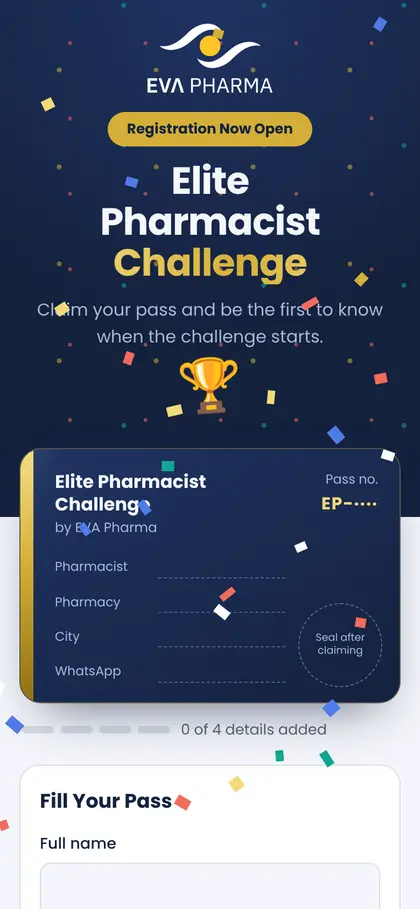 EVA PHARMA
Registration Now Open
Elite
Pharmacist
Challenge
Claim your pass and be the first to know
when the challenge starts.
Elite Pharmacist
Challenge
by EVA Pharma
Pass no.
EP-····
Pharmacist
Pharmacy
City
WhatsApp
Seal after
claiming
0 of 4 details added
Fill Your Pass
Full name